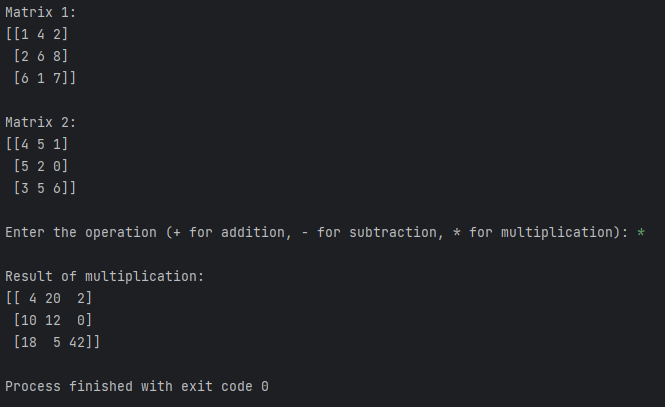 Matrix 1:
[[1 4 2]
 [2 6 8]
 [6 1 7]]
Matrix 2:
[[4 5 1]
 [5 2 0]
 [3 5 6]]
Enter the operation (+ for addition, - for subtraction, * for multiplication): *
Result of multiplication:
[[ 4 20  2]
 [10 12  0]
 [18  5 42]]
Process finished with exit code 0